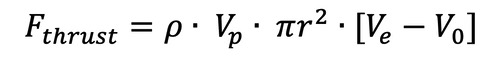 F_thrust = ρ · V_p · πr² · [V_e − V_0]